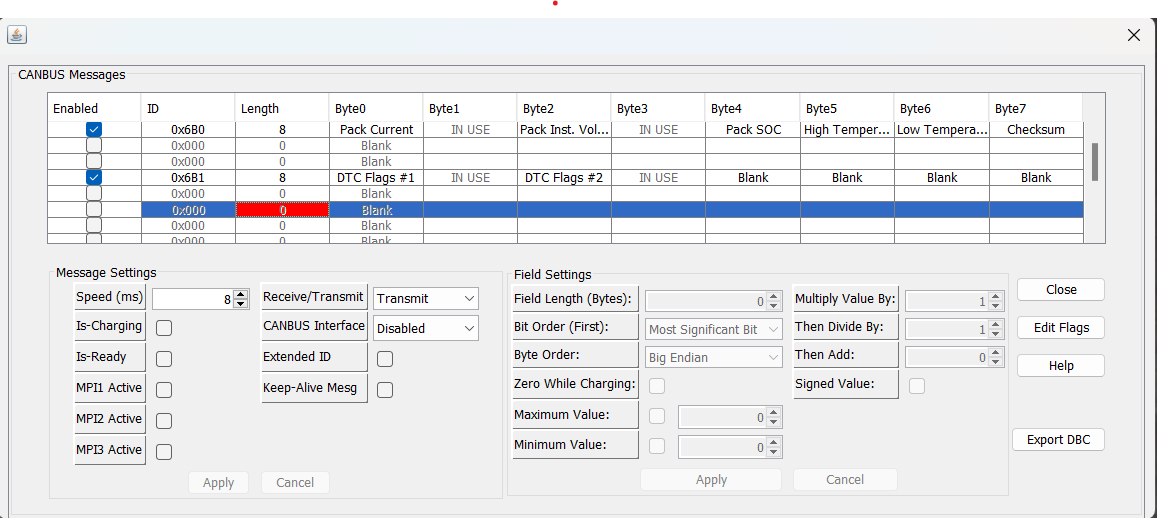 CANBUS Messages
Enabled ID Length Byte0 Byte1 Byte2 Byte3 Byte4 Byte5 Byte6 Byte7
0x6B0 8 Pack Current IN USE Pack Inst. Vol... IN USE Pack SOC High Temper... Low Tempera... Checksum
0x000 0 Blank
0x000 0 Blank
0x6B1 8 DTC Flags #1 IN USE DTC Flags #2 IN USE Blank Blank Blank Blank
0x000 0 Blank
0x000 0 Blank
0x000 0 Blank
0x000 0 Blank
Message Settings
Speed (ms) 8 Receive/Transmit Transmit
Is-Charging CANBUS Interface Disabled
Is-Ready Extended ID
MPI1 Active Keep-Alive Mesg
MPI2 Active
MPI3 Active
Apply Cancel
Field Settings
Field Length (Bytes): 0 Multiply Value By: 1
Bit Order (First): Most Significant Bit Then Divide By: 1
Byte Order: Big Endian Then Add: 0
Zero While Charging: Signed Value:
Maximum Value: 0
Minimum Value: 0
Apply Cancel
Close
Edit Flags
Help
Export DBC